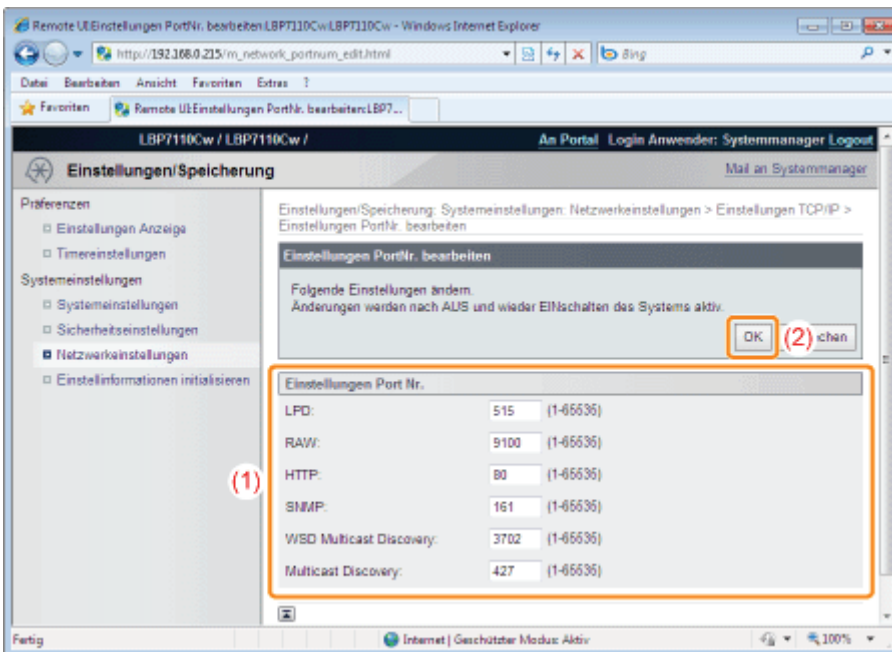 Remote UI:Einstellungen PortNr. bearbeiten:LBP7110Cw:LBP7110Cw - Windows Internet Explorer
http://192.168.0.215/m_network_portnum_edit.html
Bing
Datei Bearbeiten Ansicht Favoriten Extras ?
Favoriten Remote UI:Einstellungen PortNr. bearbeiten:LBP7...
LBP7110Cw / LBP7110Cw / An Portal Login Anwender: Systemmanager Logout
Einstellungen/Speicherung Mail an Systemmanager
Präferenzen
Einstellungen Anzeige
Timereinstellungen
Systemeinstellungen
Systemeinstellungen
Sicherheitseinstellungen
Netzwerkeinstellungen
Einstellinformationen initialisieren
Einstellungen/Speicherung: Systemeinstellungen: Netzwerkeinstellungen > Einstellungen TCP/IP >
Einstellungen PortNr. bearbeiten
Einstellungen PortNr. bearbeiten
Folgende Einstellungen ändern.
Änderungen werden nach AUS und wieder EINschalten des Systems aktiv.
OK (2) chen
(1)
Einstellungen Port Nr.
LPD: 515 (1-65535)
RAW: 9100 (1-65535)
HTTP: 80 (1-65535)
SNMP: 161 (1-65535)
WSD Multicast Discovery: 3702 (1-65535)
Multicast Discovery: 427 (1-65535)
Fertig Internet | Geschützter Modus: Aktiv 100%